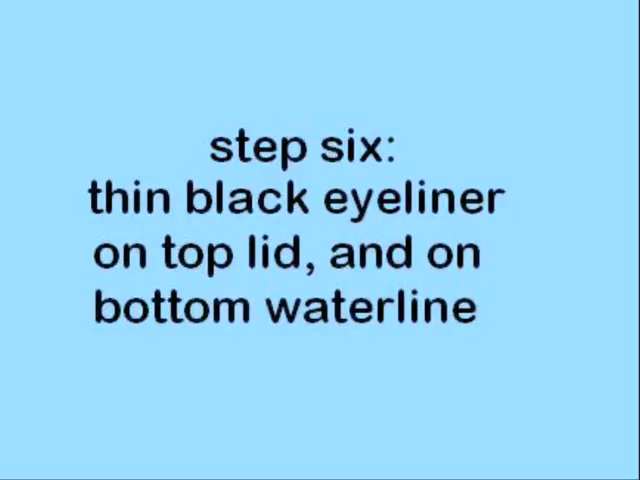 step six:
thin black eyeliner
on top lid, and on
bottom waterline